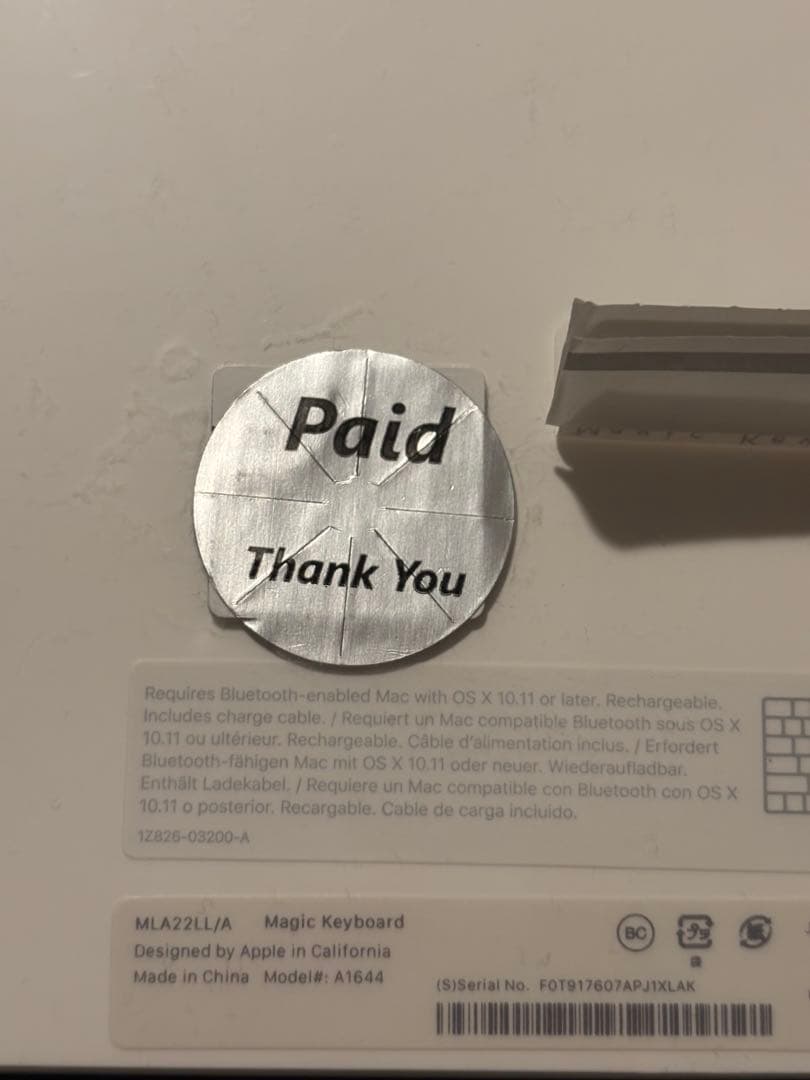 Paid
Thank You
Requires Bluetooth-enabled Mac with OS X 10.11 or later. Rechargeable.
Includes charge cable. / Requiert un Mac compatible Bluetooth sous OS X
10.11 ou ultérieur. Rechargeable. Câble d'alimentation inclus. / Erfordert
Bluetooth-fähigen Mac mit OS X 10.11 oder neuer. Wiederaufladbar.
Enthält Ladekabel. / Requiere un Mac compatible con Bluetooth con OS X
10.11 o posterior. Recargable. Cable de carga incluido.
1Z826-03200-A
MLA22LL/A Magic Keyboard
Designed by Apple in California
Made in China Model#: A1644
BC
a
(S)Serial No. F0T917607APJ1XLAK